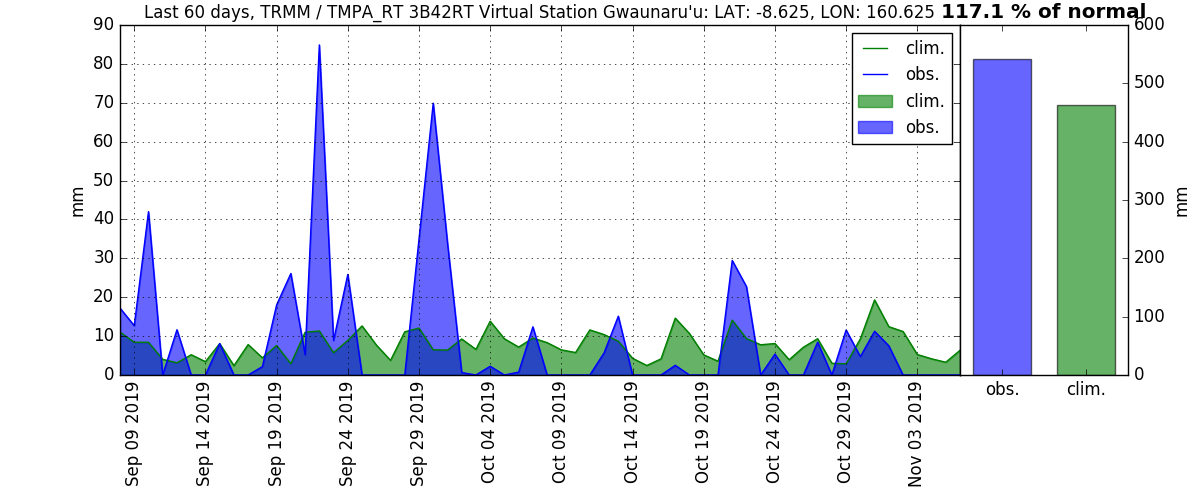 Last 60 days, TRMM / TMPA_RT 3B42RT Virtual Station Gwaunaru'u: LAT: -8.625, LON: 160.625 117.1 % of normal
90
80
70
60
50
40
30
20
10
0
mm
clim.
obs.
clim.
obs.
Sep 09 2019
Sep 14 2019
Sep 19 2019
Sep 24 2019
Sep 29 2019
Oct 04 2019
Oct 09 2019
Oct 14 2019
Oct 19 2019
Oct 24 2019
Oct 29 2019
Nov 03 2019
600
500
400
300
200
100
0
mm
obs.
clim.